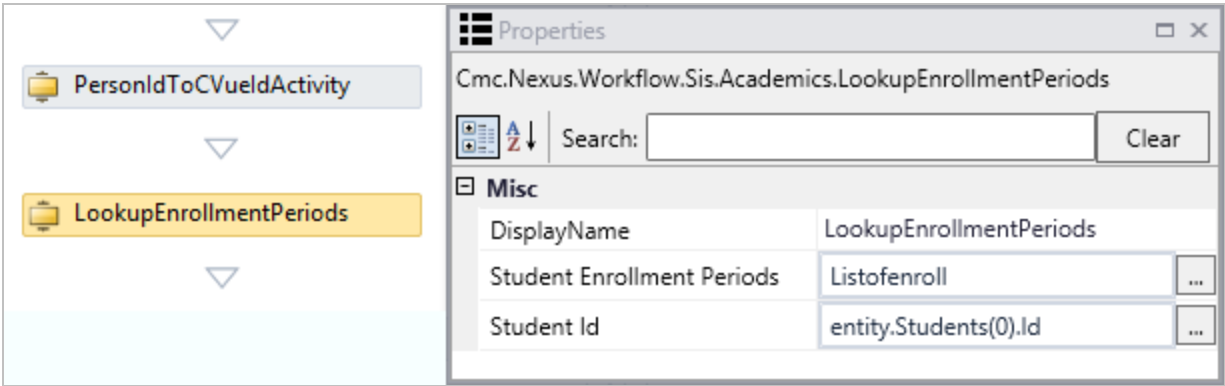 PersonIdToCVueIdActivity
LookupEnrollmentPeriods
Properties
Cmc.Nexus.Workflow.Sis.Academics.LookupEnrollmentPeriods
A Z Search: Clear
Misc
DisplayName LookupEnrollmentPeriods
Student Enrollment Periods Listofenroll ...
Student Id entity.Students(0).Id ...